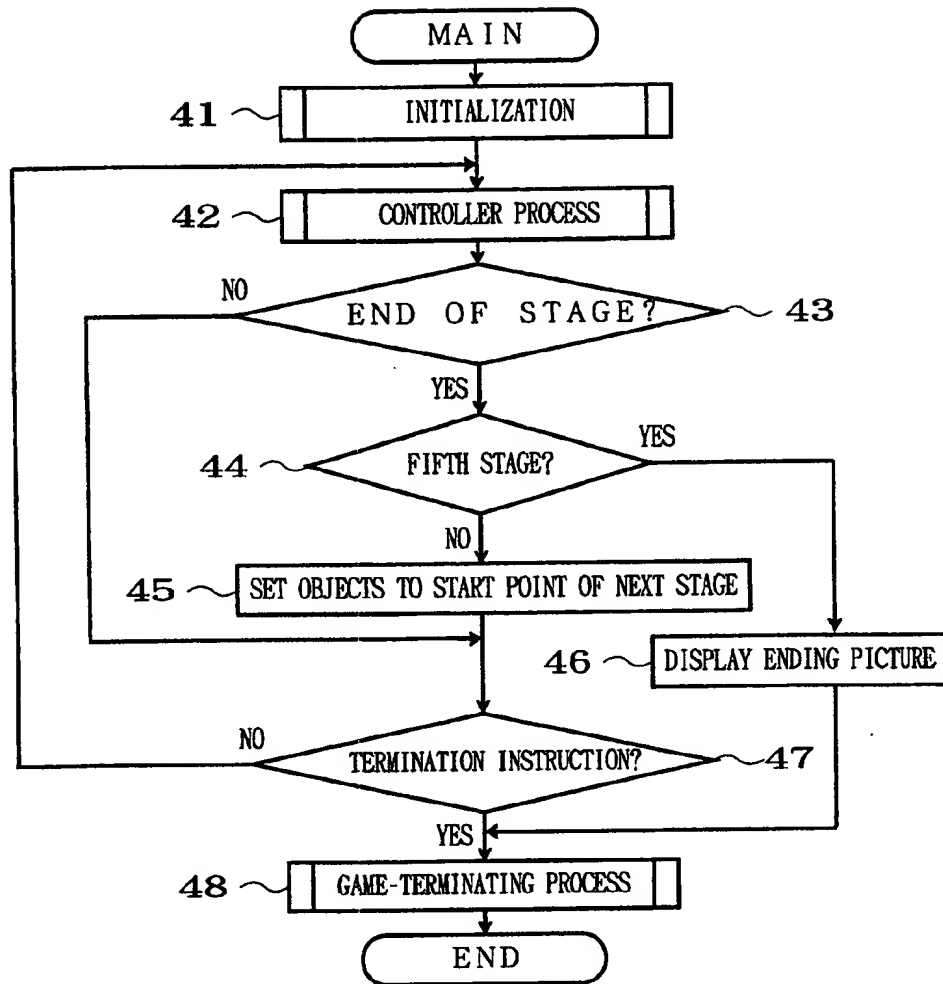 MAIN
41 INITIALIZATION
42 CONTROLLER PROCESS
NO
END OF STAGE? 43
YES
YES
44 FIFTH STAGE?
NO
45 SET OBJECTS TO START POINT OF NEXT STAGE
46 DISPLAY ENDING PICTURE
NO
TERMINATION INSTRUCTION? 47
YES
48 GAME-TERMINATING PROCESS
END